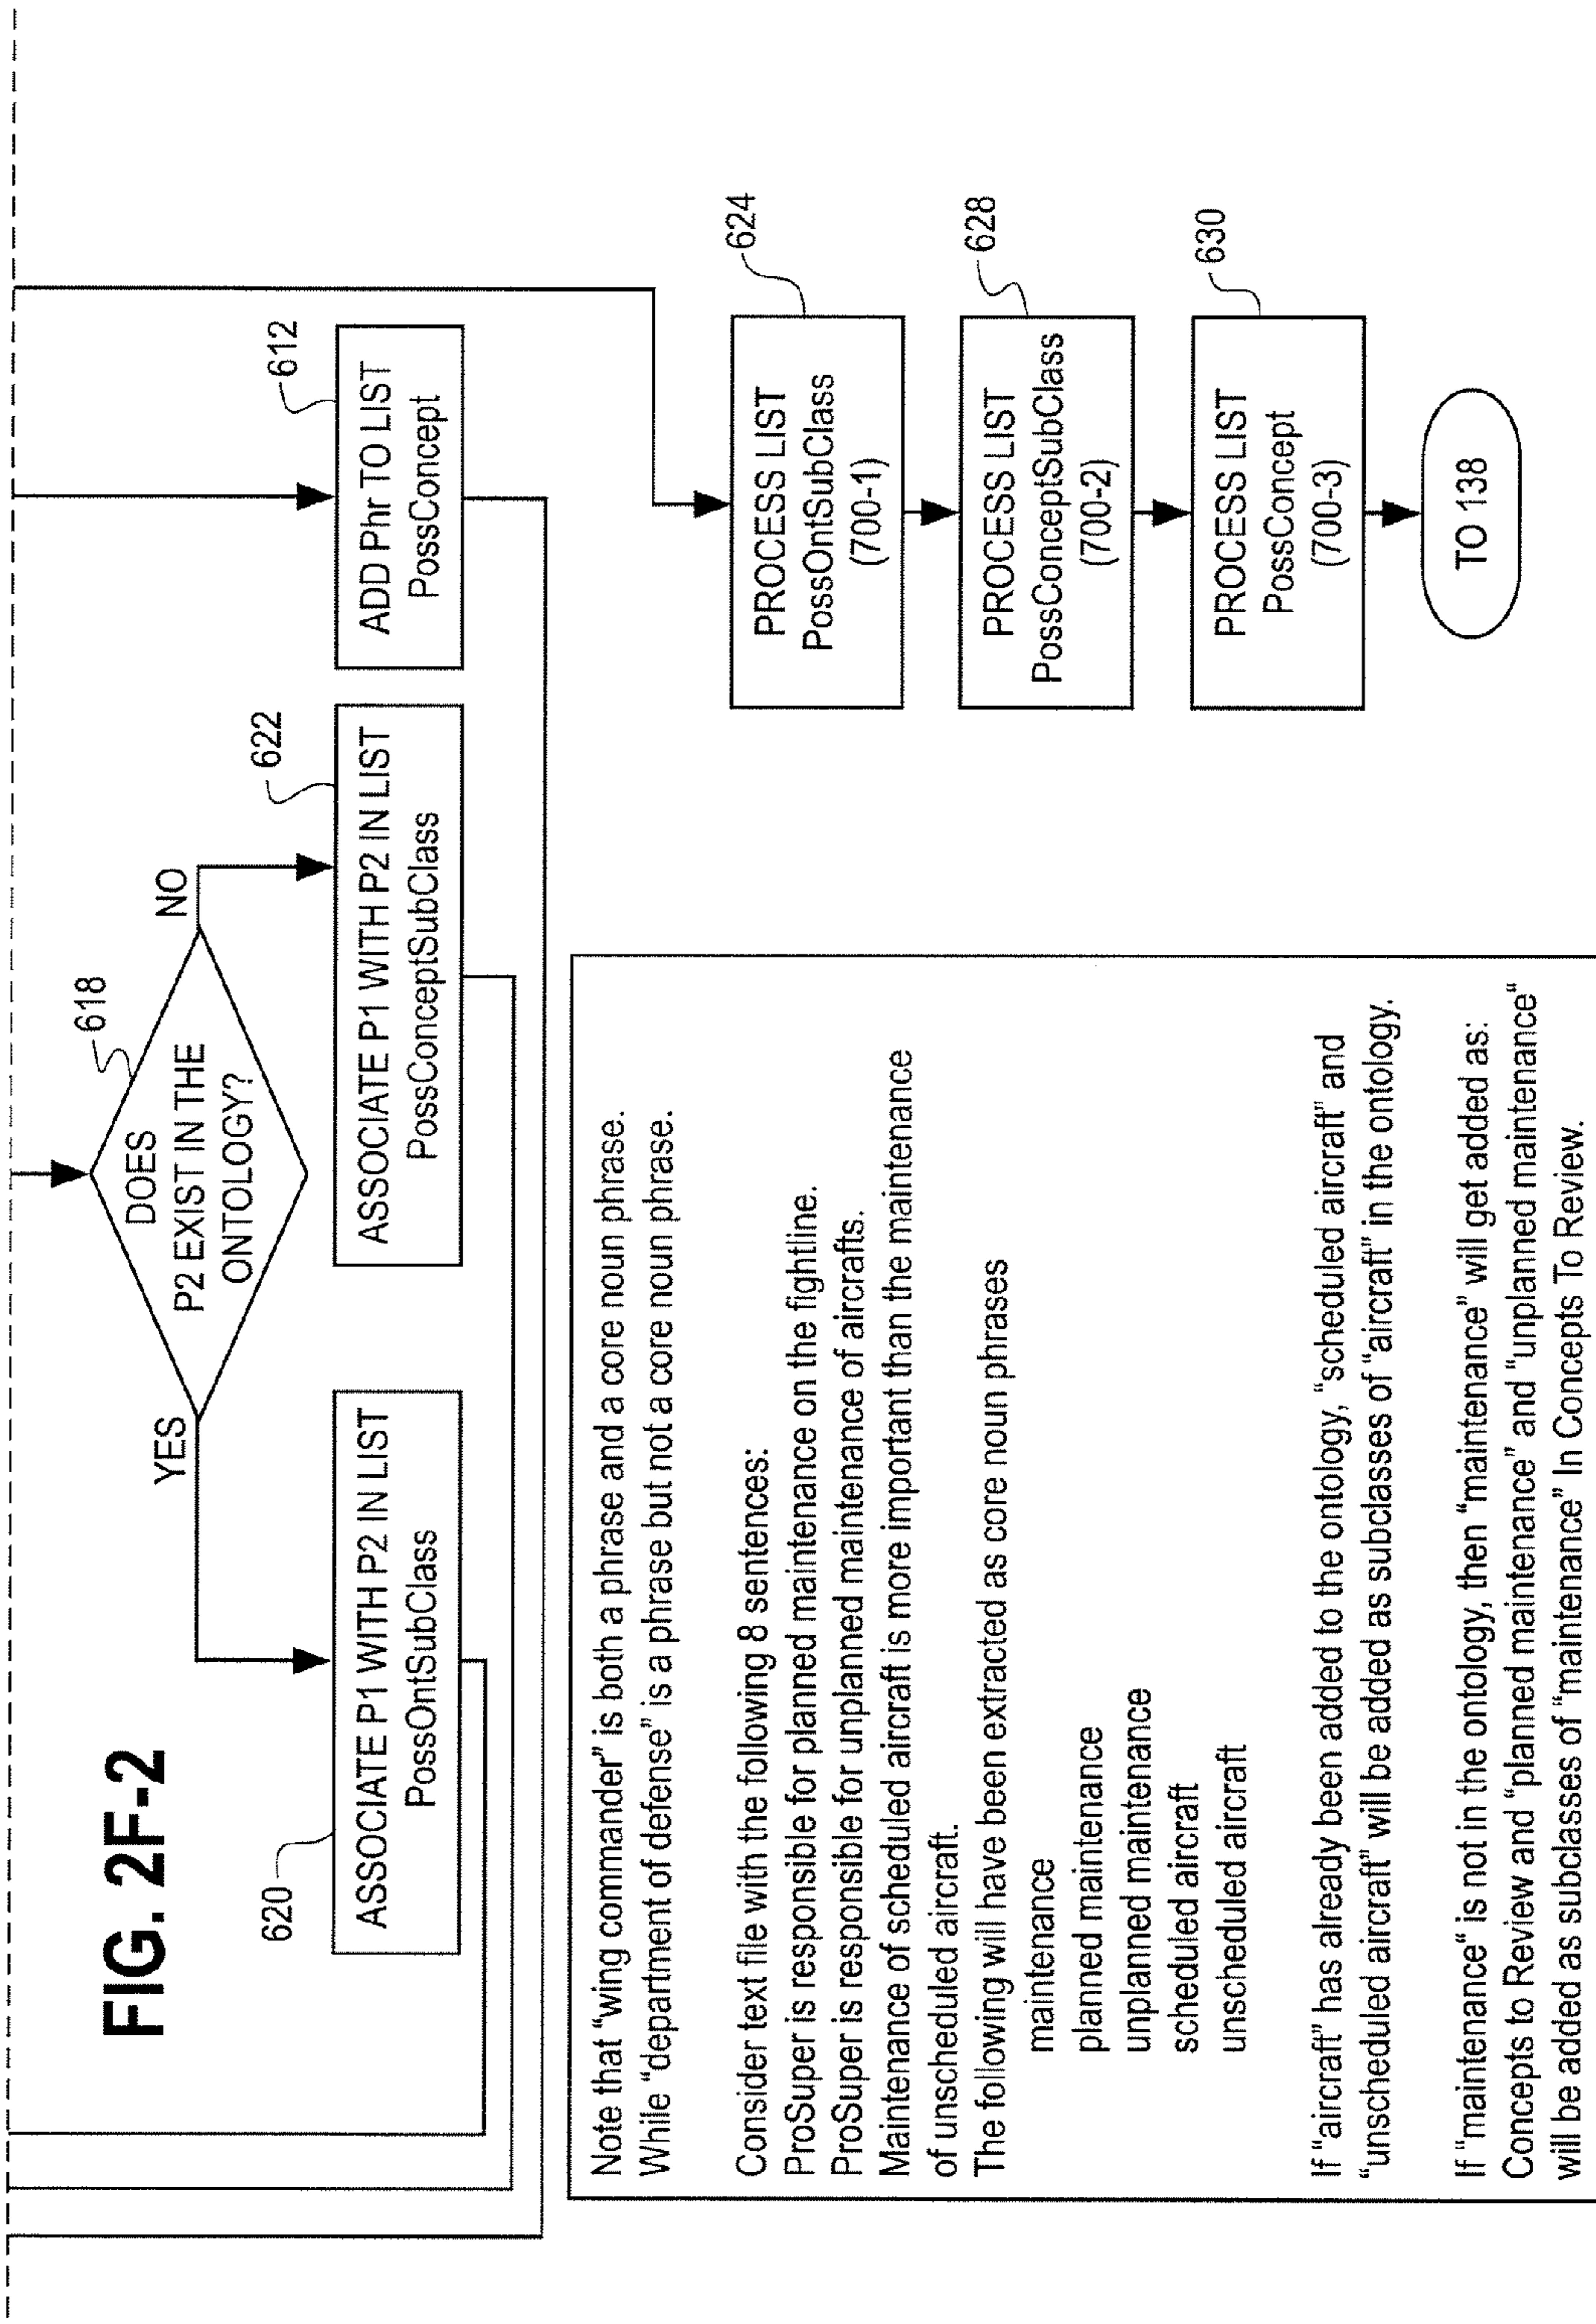 FIG. 2F-2
618
DOES
P2 EXIST IN THE
ONTOLOGY?
YES
NO
620
ASSOCIATE P1 WITH P2 IN LIST
PossOntSubClass
622
ASSOCIATE P1 WITH P2 IN LIST
PossConceptSubClass
612
ADD Phr TO LIST
PossConcept
624
PROCESS LIST
PossOntSubClass
(700-1)
628
PROCESS LIST
PossConceptSubClass
(700-2)
630
PROCESS LIST
PossConcept
(700-3)
TO 138
Note that “wing commander” is both a phrase and a core noun phrase.
While “department of defense” is a phrase but not a core noun phrase.
Consider text file with the following 8 sentences:
ProSuper is responsible for planned maintenance on the fightline.
ProSuper is responsible for unplanned maintenance of aircrafts.
Maintenance of scheduled aircraft is more important than the maintenance
of unscheduled aircraft.
The following will have been extracted as core noun phrases
maintenance
planned maintenance
unplanned maintenance
scheduled aircraft
unscheduled aircraft
If “aircraft” has already been added to the ontology, “scheduled aircraft” and
“unscheduled aircraft” will be added as subclasses of “aircraft” in the ontology.
If “maintenance“ is not in the ontology, then “maintenance” will get added as:
Concepts to Review and “planned maintenance” and “unplanned maintenance“
will be added as subclasses of “maintenance” In Concepts To Review.